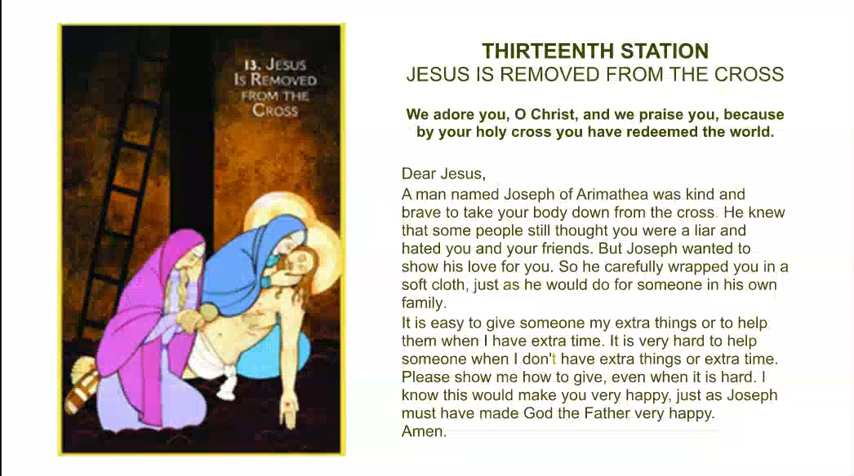 13. JESUS
IS REMOVED
FROM THE
CROSS
THIRTEENTH STATION
JESUS IS REMOVED FROM THE CROSS
We adore you, O Christ, and we praise you, because
by your holy cross you have redeemed the world.
Dear Jesus,
A man named Joseph of Arimathea was kind and
brave to take your body down from the cross. He knew
that some people still thought you were a liar and
hated you and your friends. But Joseph wanted to
show his love for you. So he carefully wrapped you in a
soft cloth, just as he would do for someone in his own
family.
It is easy to give someone my extra things or to help
them when I have extra time. It is very hard to help
someone when I don't have extra things or extra time.
Please show me how to give, even when it is hard. I
know this would make you very happy, just as Joseph
must have made God the Father very happy.
Amen.